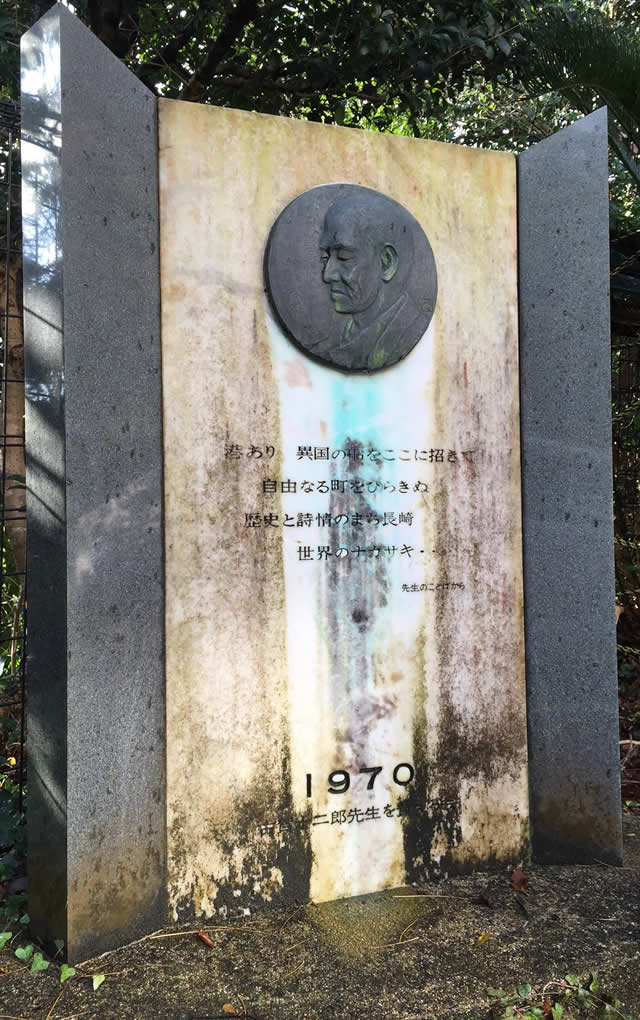 港あり 異国の船をここに招きて
自由なる町をひらきぬ
歴史と詩情のまち長崎
世界のナガサキ・・
先生のことばから
1970
二郎先生を